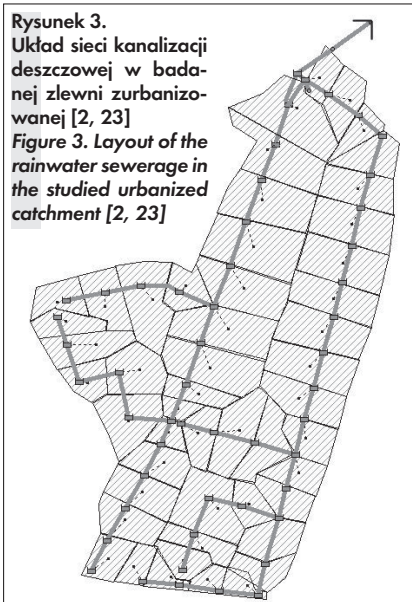 Rysunek 3.
Układ sieci kanalizacji
deszczowej w bada-
nej zlewni zurbanizo-
wanej [2, 23]
Figure 3. Layout of the
rainwater sewerage in
the studied urbanized
catchment [2, 23]